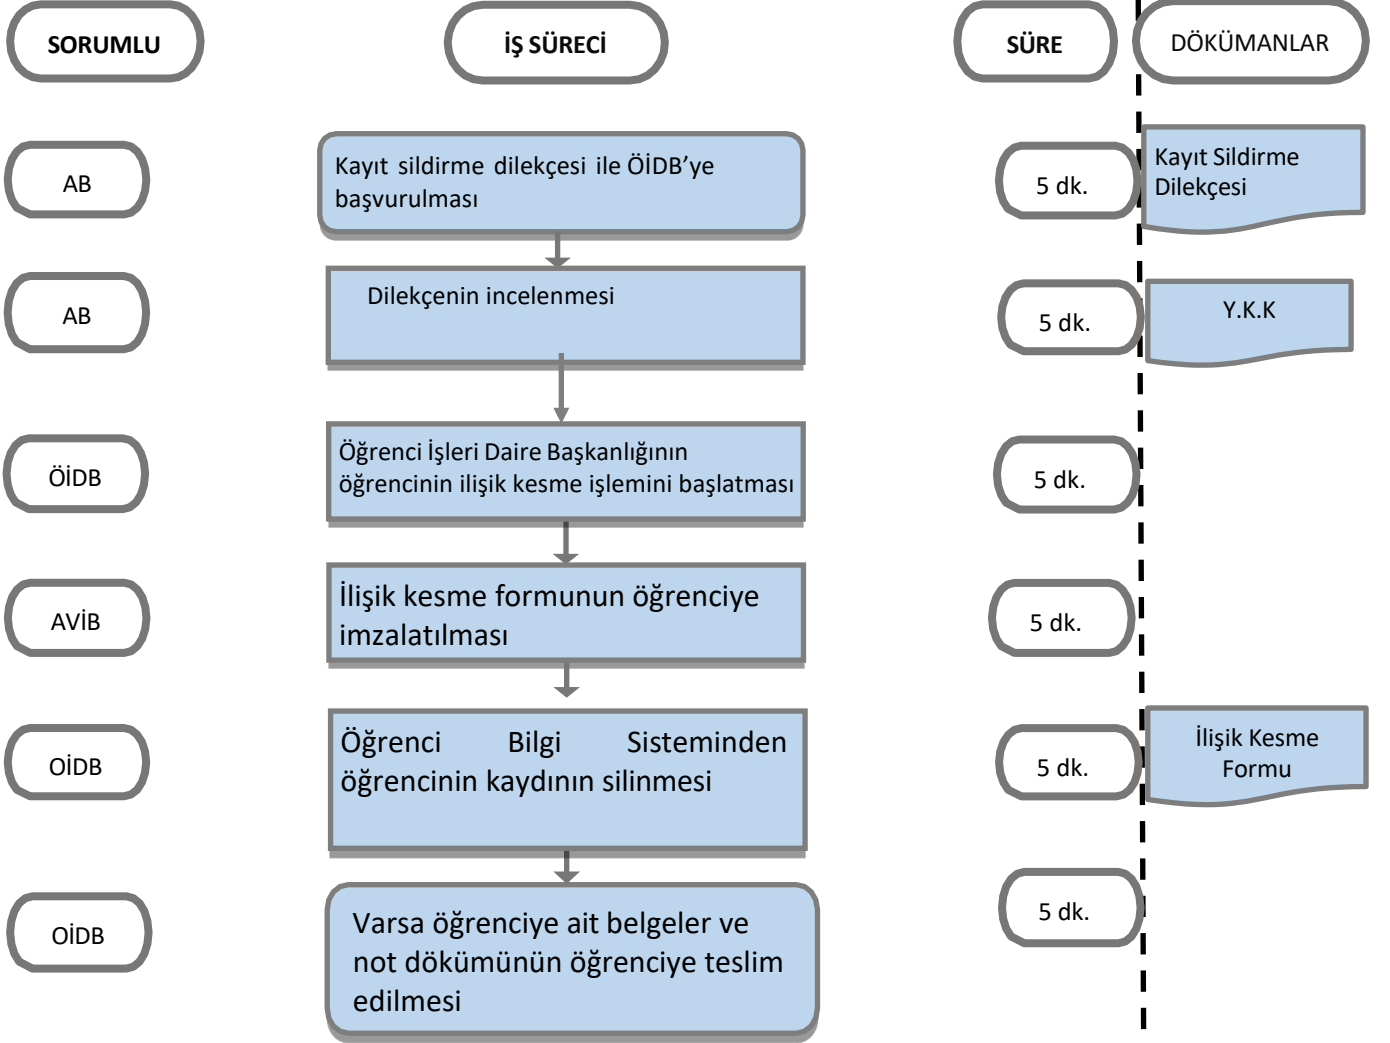 SORUMLU
İŞ SÜRECİ
SÜRE
DÖKÜMANLAR
AB
Kayıt sildirme dilekçesi ile ÖİDB’ye
başvurulması
5 dk.
Kayıt Sildirme
Dilekçesi
AB
Dilekçenin incelenmesi
5 dk.
Y.K.K
ÖİDB
Öğrenci İşleri Daire Başkanlığının
öğrencinin ilişik kesme işlemini başlatması
5 dk.
AVİB
İlişik kesme formunun öğrenciye
imzalatılması
5 dk.
OİDB
Öğrenci Bilgi Sisteminden
öğrencinin kaydının silinmesi
5 dk.
İlişik Kesme
Formu
OİDB
Varsa öğrenciye ait belgeler ve
not dökümünün öğrenciye teslim
edilmesi
5 dk.